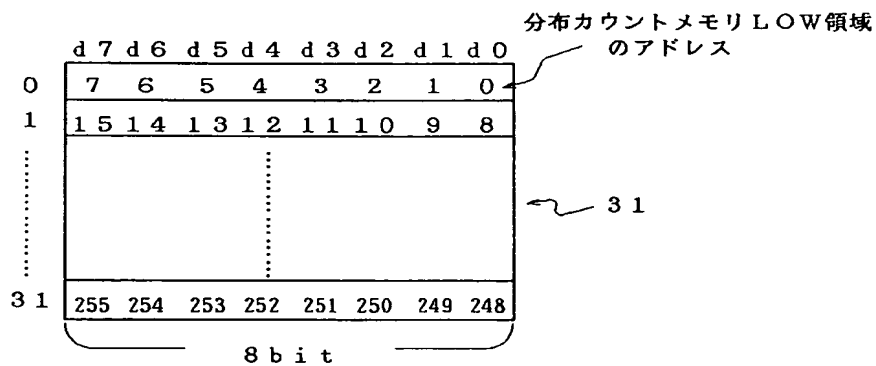 分布カウントメモリLOW領域
のアドレス
d7 d6 d5 d4 d3 d2 d1 d0
0 7 6 5 4 3 2 1 0
1 15 14 13 12 11 10 9 8
31
31 255 254 253 252 251 250 249 248
8bit